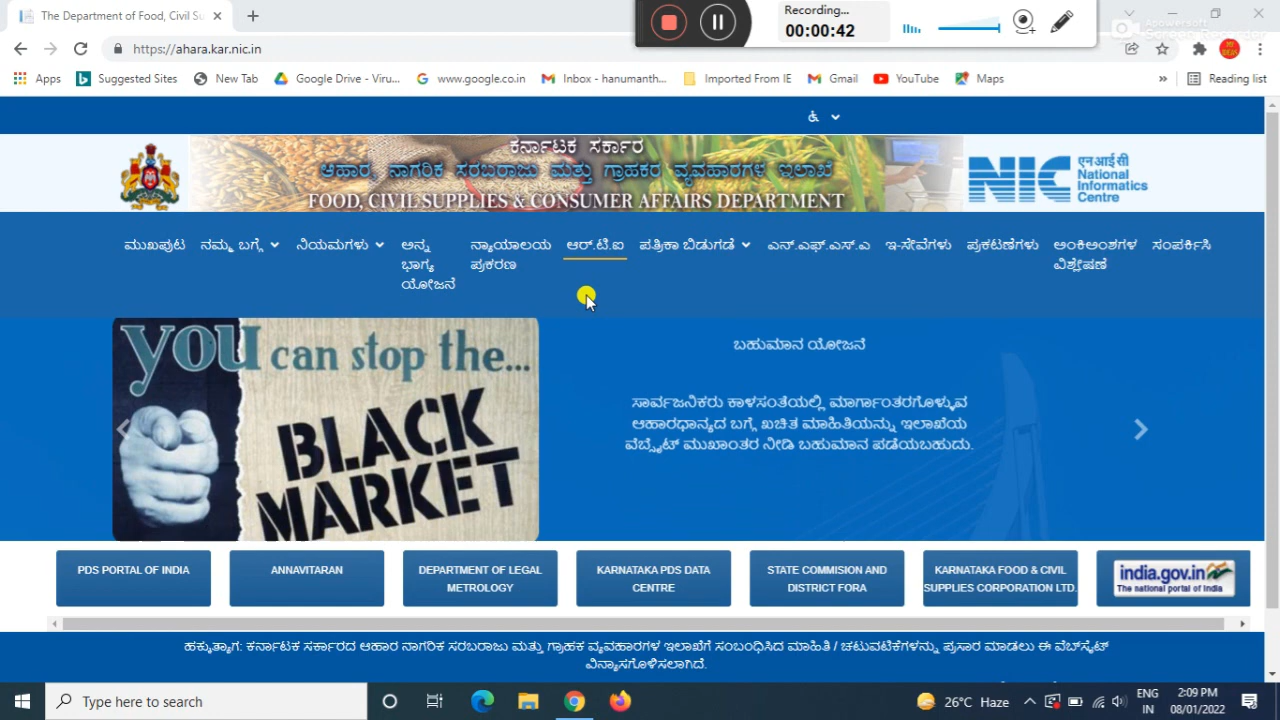 The Department of Food, Civil Su
Recording...
00:00:42
Apowersoft
Screen Recorder
https://ahara.kar.nic.in
Apps
Suggested Sites
New Tab
Google Drive - Viru...
www.google.co.in
Inbox - hanumanth...
Imported From IE
Gmail
YouTube
Maps
»
Reading list
ಕರ್ನಾಟಕ ಸರ್ಕಾರ
ಆಹಾರ ನಾಗರಿಕ ಸರಬರಾಜು ಮತ್ತು ಗ್ರಾಹಕರ ವ್ಯವಹಾರಗಳ ಇಲಾಖೆ
FOOD, CIVIL SUPPLIES & CONSUMER AFFAIRS DEPARTMENT
NIC
एन आई सी
National
Informatics
Centre
ಮುಖಪುಟ
ನಮ್ಮ ಬಗ್ಗೆ
ನಿಯಮಗಳು
ಅನ್ನ
ಭಾಗ್ಯ
ಯೋಜನೆ
ನ್ಯಾಯಾಲಯ
ಪ್ರಕರಣ
ಆರ್.ಟಿ.ಐ
ಪತ್ರಿಕಾ ಬಿಡುಗಡೆ
ಎನ್.ಎಫ್.ಎಸ್.ಎ
ಇ-ಸೇವೆಗಳು
ಪ್ರಕಟಣೆಗಳು
ಅಂಕಿಅಂಶಗಳ
ವಿಶ್ಲೇಷಣೆ
ಸಂಪರ್ಕಿಸಿ
you can stop the...
BLACK
MARKET
ಬಹುಮಾನ ಯೋಜನೆ
ಸಾರ್ವಜನಿಕರು ಕಾಳಸಂತೆಯಲ್ಲಿ ಮಾರ್ಗಾಂತರಗೊಳ್ಳುವ
ಆಹಾರಧಾನ್ಯದ ಬಗ್ಗೆ ಖಚಿತ ಮಾಹಿತಿಯನ್ನು ಇಲಾಖೆಯ
ವೆಬ್ಸೈಟ್ ಮುಖಾಂತರ ನೀಡಿ ಬಹುಮಾನ ಪಡೆಯಬಹುದು.
PDS PORTAL OF INDIA
ANNAVITARAN
DEPARTMENT OF LEGAL
METROLOGY
KARNATAKA PDS DATA
CENTRE
STATE COMMISION AND
DISTRICT FORA
KARNATAKA FOOD & CIVIL
SUPPLIES CORPORATION LTD.
india.gov.in
The national portal of India
ಹಕ್ಕುತ್ಯಾಗ: ಕರ್ನಾಟಕ ಸರ್ಕಾರದ ಆಹಾರ ನಾಗರಿಕ ಸರಬರಾಜು ಮತ್ತು ಗ್ರಾಹಕ ವ್ಯವಹಾರಗಳ ಇಲಾಖೆಗೆ ಸಂಬಂಧಿಸಿದ ಮಾಹಿತಿ / ಚಟುವಟಿಕೆಗಳನ್ನು ಪ್ರಸಾರ ಮಾಡಲು ಈ ವೆಬ್‌ಸೈಟ್
ವಿನ್ಯಾಸಗೊಳಿಸಲಾಗಿದೆ.
Type here to search
26°C Haze
ENG
IN
2:09 PM
08/01/2022